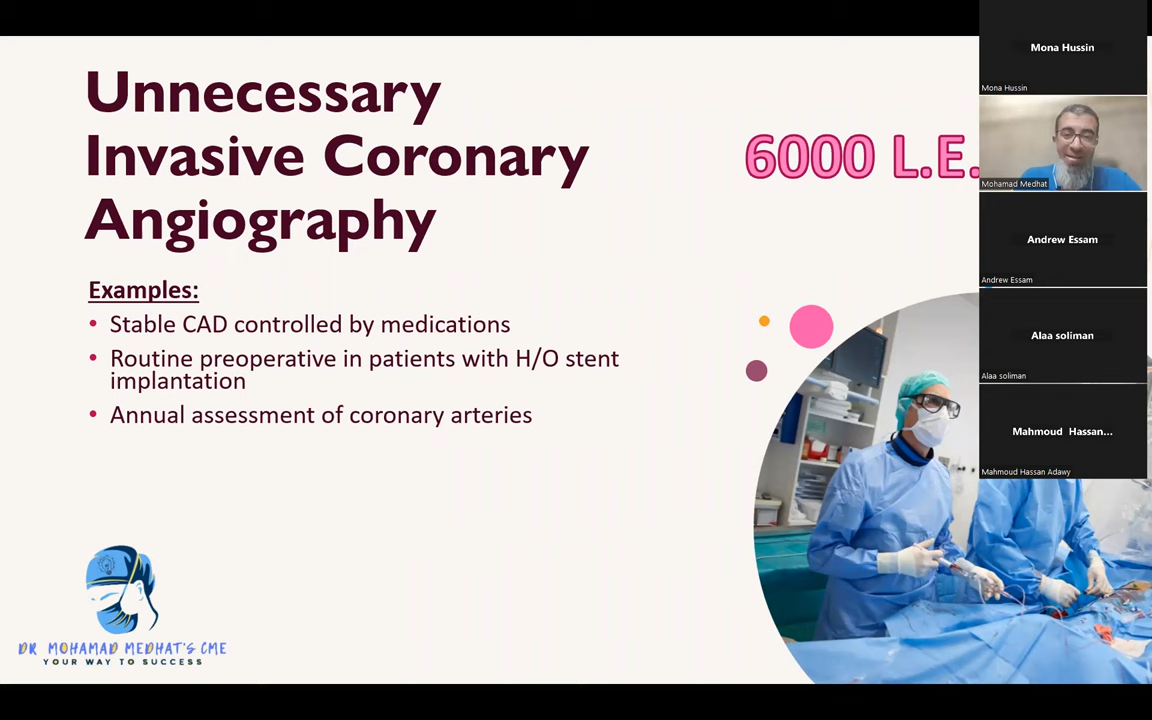 Unnecessary
Invasive Coronary
Angiography
6000 L.E.
Examples:
• Stable CAD controlled by medications
• Routine preoperative in patients with H/O stent
implantation
• Annual assessment of coronary arteries
DR MOHAMAD MEDHAT'S CME
YOUR WAY TO SUCCESS
Mona Hussin
Mona Hussin
Mohamad Medhat
Andrew Essam
Andrew Essam
Alaa soliman
Alaa soliman
Mahmoud Hassan...
Mahmoud Hassan Adawy